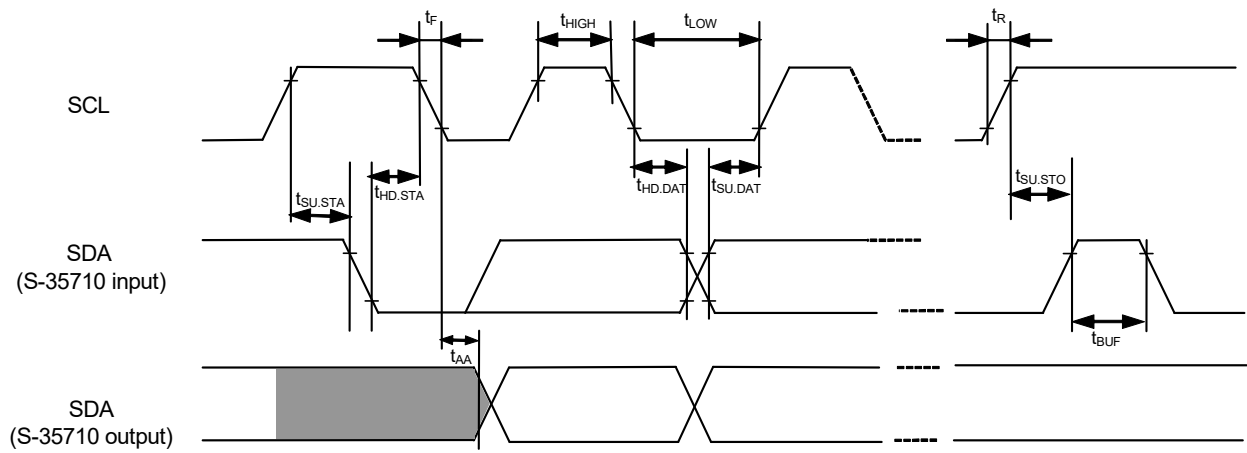 tF
tHIGH
tLOW
tR
SCL
tSU.STA
tHD.STA
tHD.DAT
tSU.DAT
tSU.STO
SDA
(S-35710 input)
tAA
tBUF
SDA
(S-35710 output)